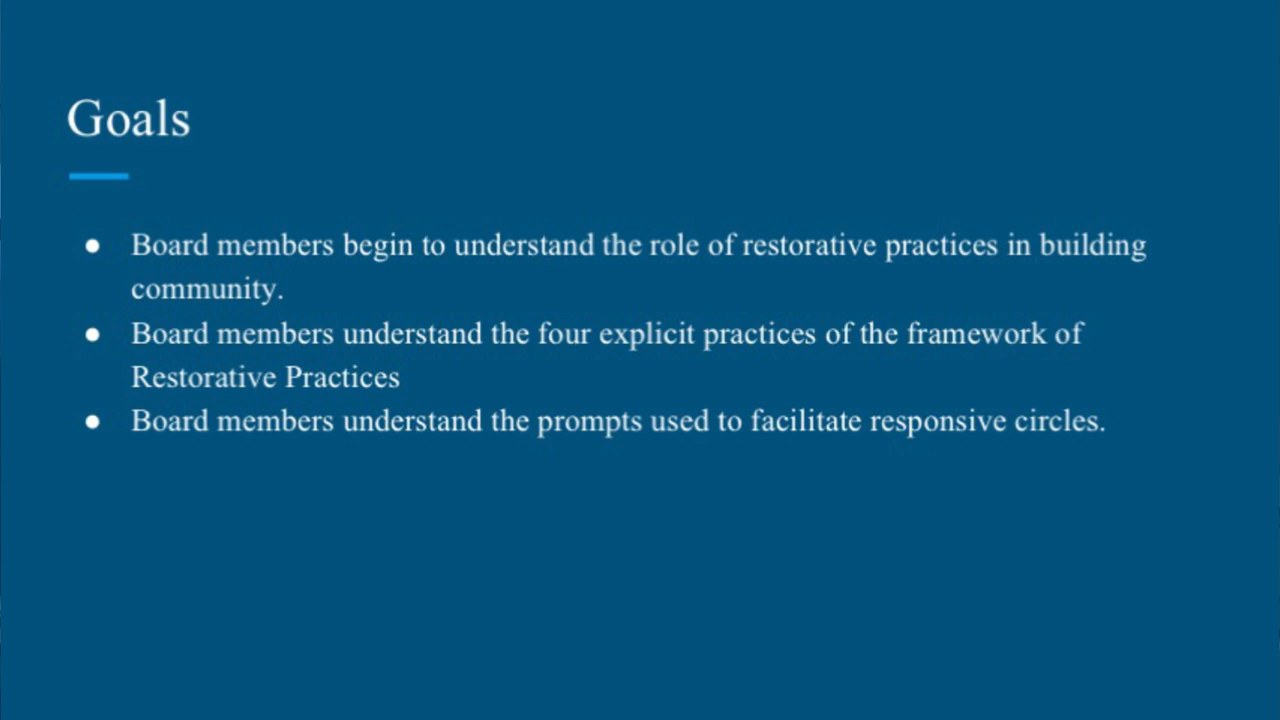 Goals
● Board members begin to understand the role of restorative practices in building
community.
● Board members understand the four explicit practices of the framework of
Restorative Practices
● Board members understand the prompts used to facilitate responsive circles.